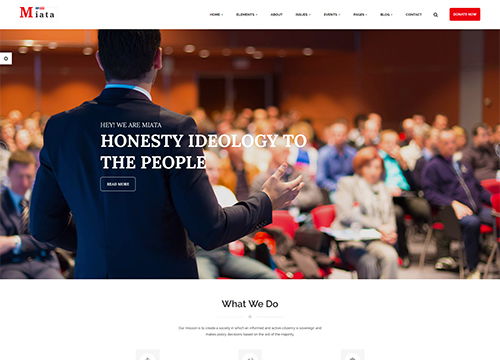 Miata
HOME ELEMENTS ABOUT ISSUES EVENTS PAGES BLOG CONTACT DONATE NOW
HEY! WE ARE MIATA
HONESTY IDEOLOGY TO
THE PEOPLE
READ MORE
What We Do
Our mission is to create a society in which an informed and active citizenry is sovereign and
makes policy decisions based on the will of the majority.